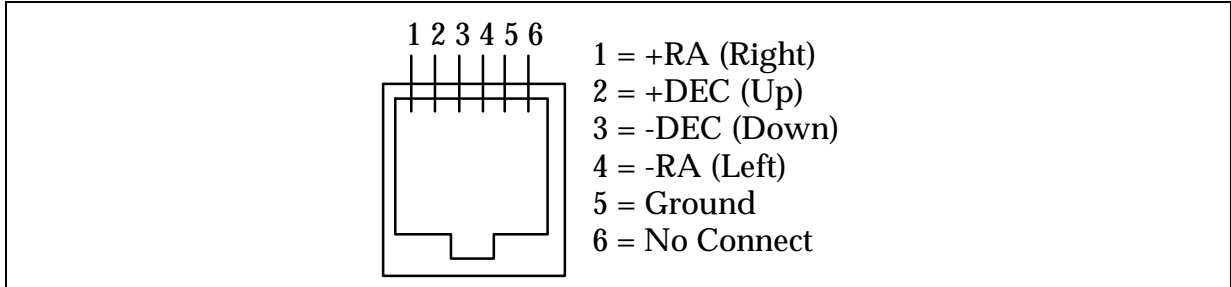 1 2 3 4 5 6
1 = +RA (Right)
2 = +DEC (Up)
3 = -DEC (Down)
4 = -RA (Left)
5 = Ground
6 = No Connect